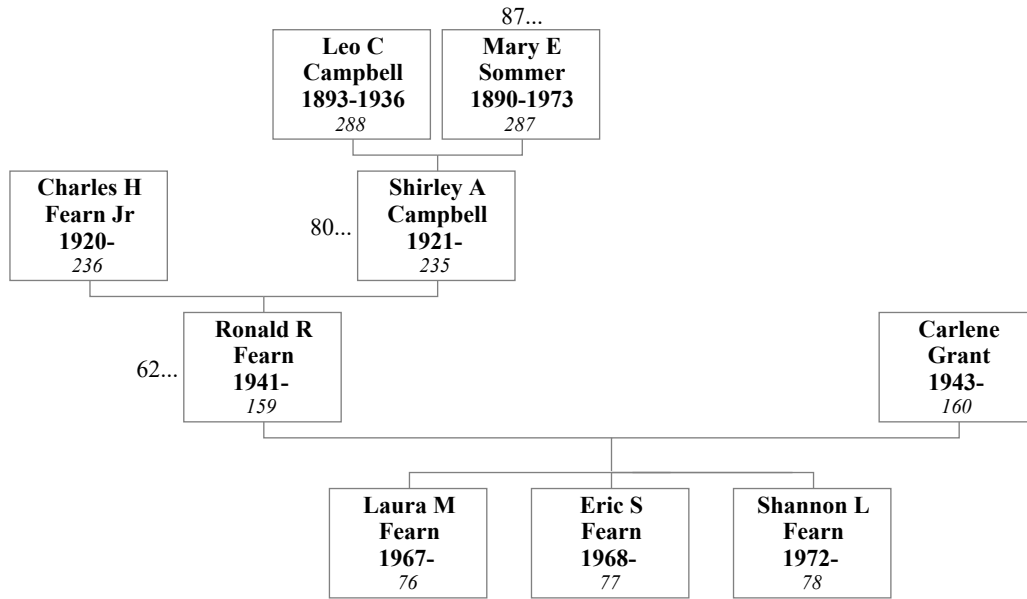 87...
Leo C
Campbell
1893-1936
288
Mary E
Sommer
1890-1973
287
Charles H
Fearn Jr
1920-
236
80...
Shirley A
Campbell
1921-
235
62...
Ronald R
Fearn
1941-
159
Carlene
Grant
1943-
160
Laura M
Fearn
1967-
76
Eric S
Fearn
1968-
77
Shannon L
Fearn
1972-
78